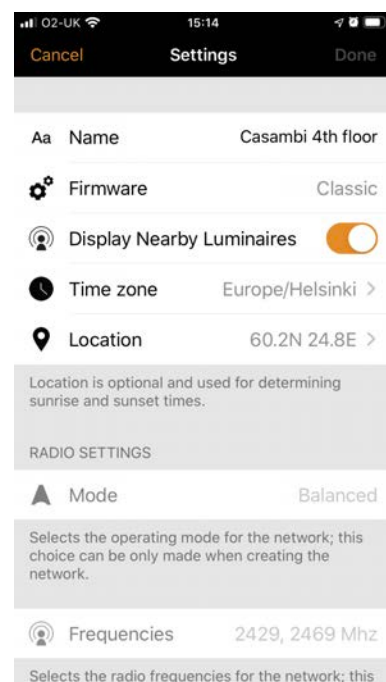 O2-UK 15:14
Cancel Settings Done
Aa Name Casambi 4th floor
Firmware Classic
Display Nearby Luminaires
Time zone Europe/Helsinki >
Location 60.2N 24.8E >
Location is optional and used for determining
sunrise and sunset times.
RADIO SETTINGS
Mode Balanced
Selects the operating mode for the network; this
choice can be only made when creating the
network.
Frequencies 2429, 2469 Mhz
Selects the radio frequencies for the network; this